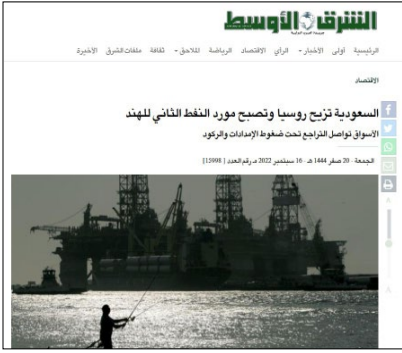 الشرق الأوسط
الرئيسية أولى الأخبار الرأي الاقتصاد الرياضة الملاحق ثقافة ملفات الشرق الأخيرة
الاقتصاد
السعودية تزيح روسيا وتصبح مورد النفط الثاني للهند
الأسواق تواصل التراجع تحت ضغوط الإمدادات والركود
الجمعة - 20 صفر 1444 هـ - 16 سبتمبر 2022 مـ رقم العدد [15998]